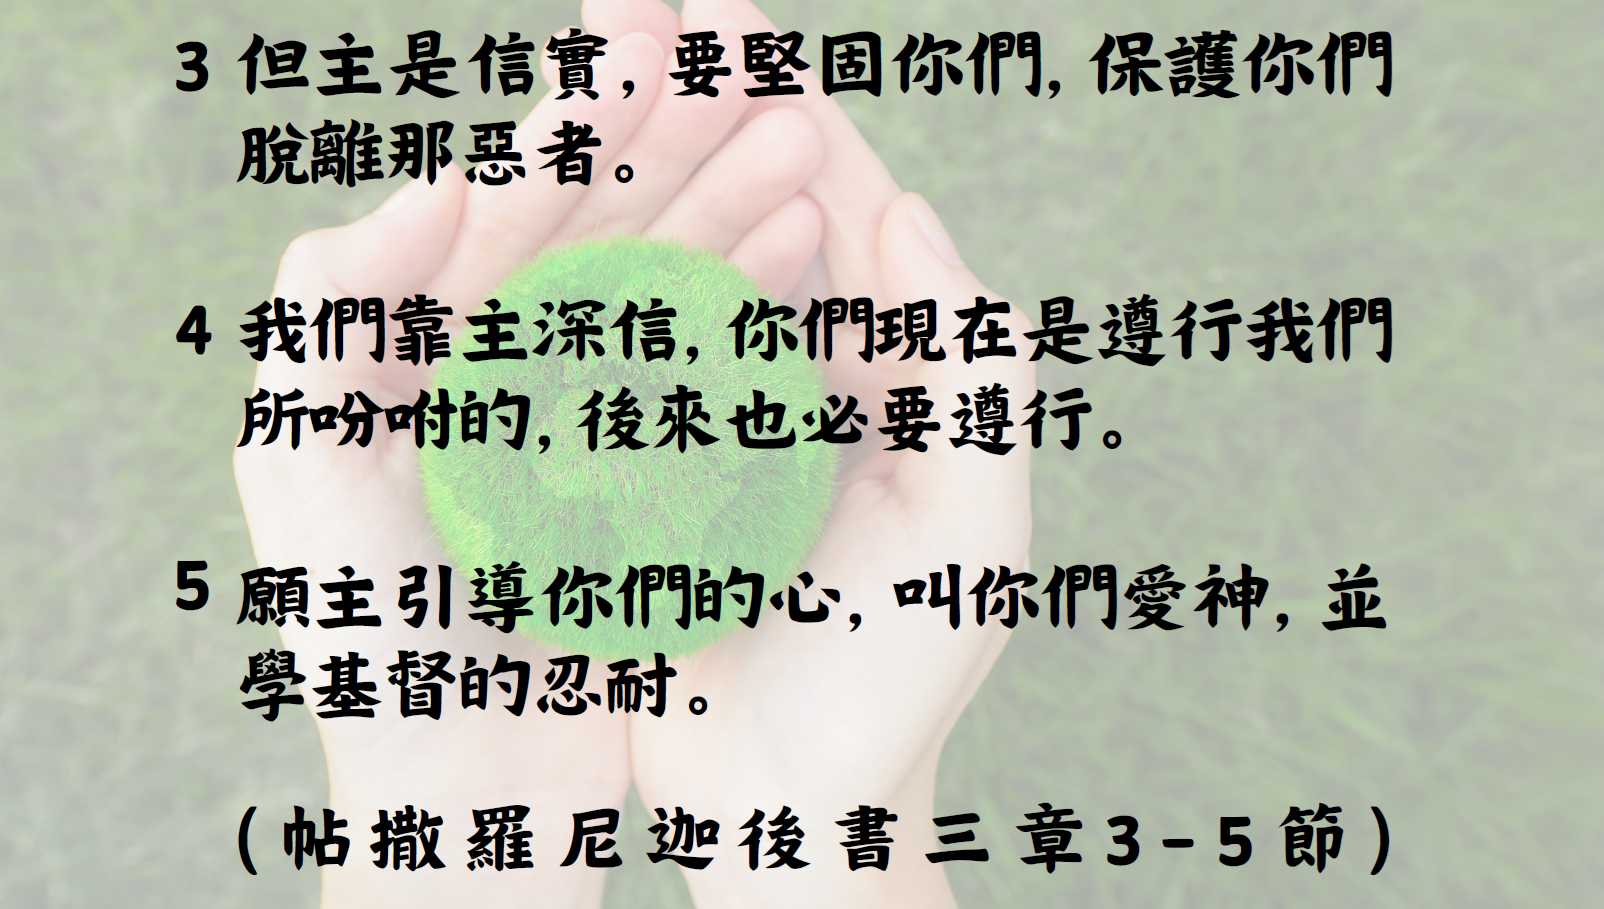 3 但主是信實, 要堅固你們, 保護你們
脫離那惡者。
4 我們靠主深信, 你們現在是遵行我們
所吩咐的, 後來也必要遵行。
5 願主引導你們的心, 叫你們愛神, 並
學基督的忍耐。
(帖撒羅尼迦後書三章3-5節)